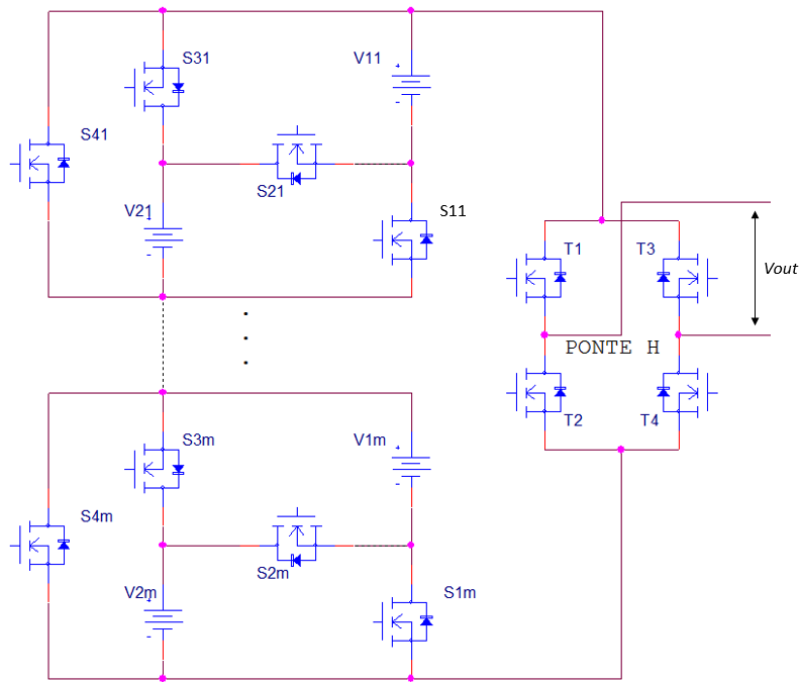 S31
V11
S41
S21
V21
S11
T1
T3
Vout
PONTE H
T2
T4
S3m
V1m
S4m
S2m
V2m
S1m